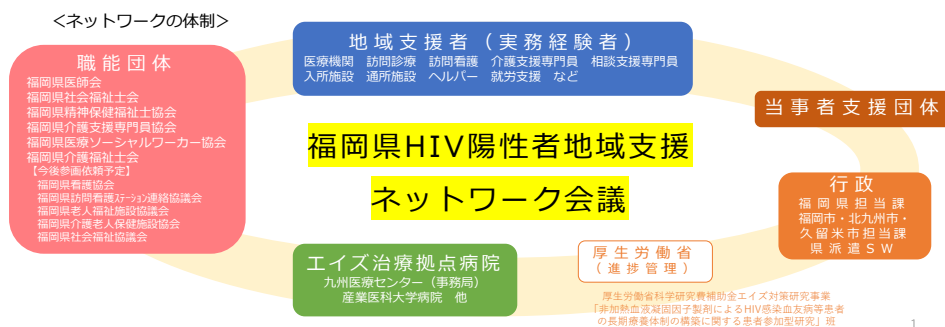 <ネットワークの体制>
職能団体
福岡県医師会
福岡県社会福祉士会
福岡県精神保健福祉士協会
福岡県介護支援専門員協会
福岡県医療ソーシャルワーカー協会
福岡県介護福祉士会
【今後参画依頼予定】
福岡県看護協会
福岡県訪問看護ステーション連絡協議会
福岡県老人福祉施設協議会
福岡県介護老人保健施設協会
福岡県社会福祉協議会
地域支援者（実務経験者）
医療機関　訪問診療　訪問看護　介護支援専門員　相談支援専門員
入所施設　通所施設　ヘルパー　就労支援　など
当事者支援団体
福岡県HIV陽性者地域支援
ネットワーク会議
行政
福岡県担当課
福岡市・北九州市・
久留米市担当課
県派遣SW
エイズ治療拠点病院
九州医療センター（事務局）
産業医科大学病院　他
厚生労働省
（進捗管理）
厚生労働省科学研究費補助金エイズ対策研究事業
「非加熱血液凝固因子製剤によるHIV感染血友病等患者
の長期療養体制の構築に関する患者参加型研究」班
1